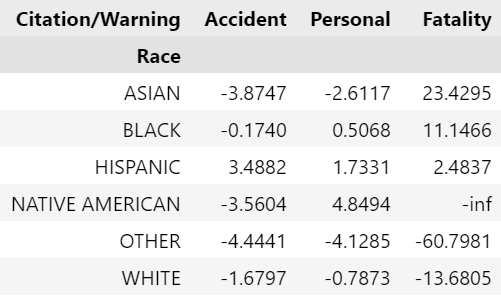 Citation/Warning Accident Personal Fatality
Race
ASIAN -3.8747 -2.6117 23.4295
BLACK -0.1740 0.5068 11.1466
HISPANIC 3.4882 1.7331 2.4837
NATIVE AMERICAN -3.5604 4.8494 -inf
OTHER -4.4441 -4.1285 -60.7981
WHITE -1.6797 -0.7873 -13.6805